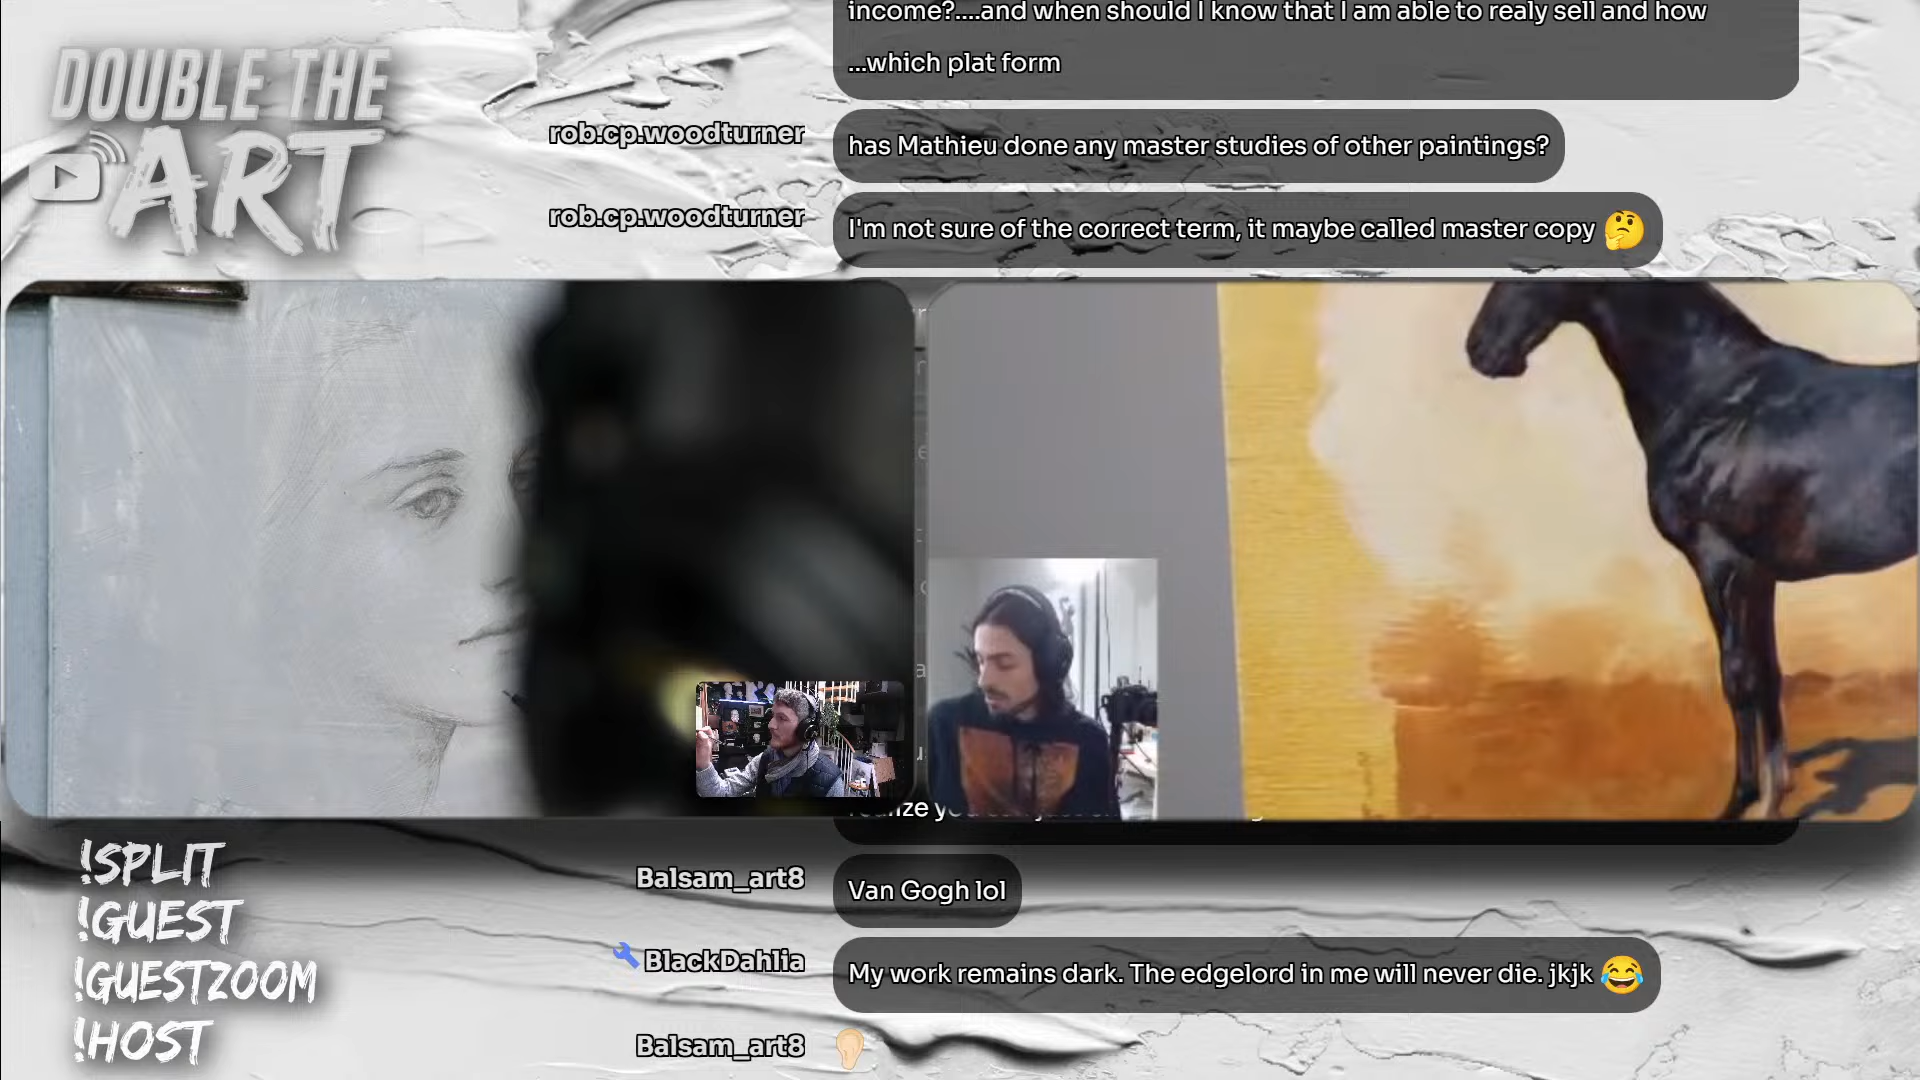 income?....and when should I know that I am able to realy sell and how
...which plat form
DOUBLE THE
ART
rob.cp.woodturner
has Mathieu done any master studies of other paintings?
rob.cp.woodturner
I'm not sure of the correct term, it maybe called master copy 🤔
!SPLIT
!GUEST
!GUESTZOOM
!HOST
Balsam_art8
Van Gogh lol
BlackDahlia
My work remains dark. The edgelord in me will never die. jkjk 😂
Balsam_art8
👂🏻